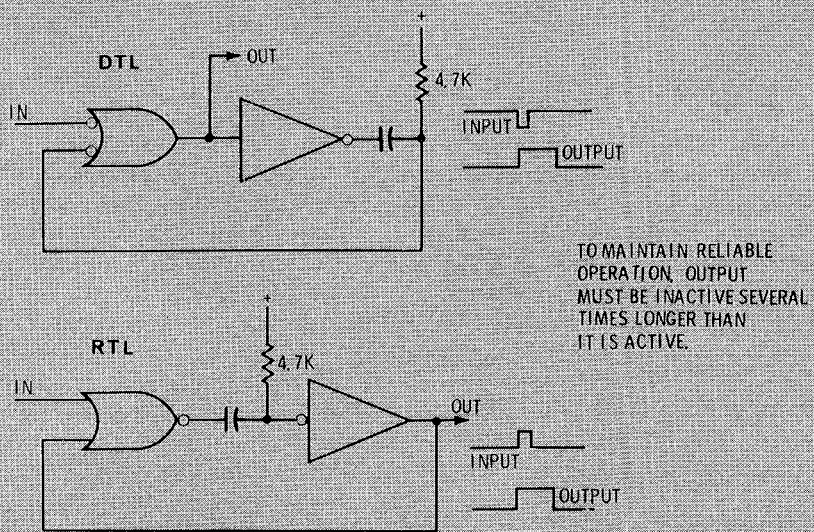 +
DTL
OUT
4.7K
IN
INPUT
OUTPUT
TO MAINTAIN RELIABLE
OPERATION, OUTPUT
MUST BE INACTIVE SEVERAL
TIMES LONGER THAN
IT IS ACTIVE.
+
RTL
4.7K
IN
OUT
INPUT
OUTPUT